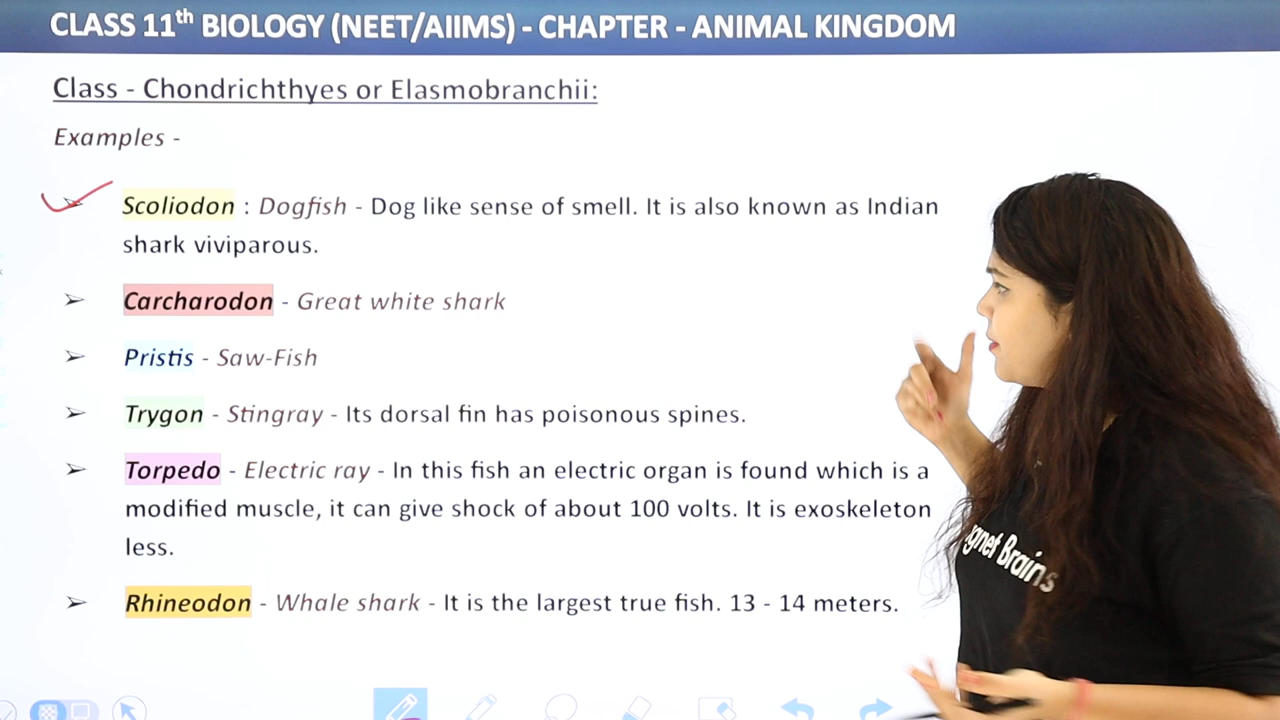 CLASS 11th BIOLOGY (NEET/AIIMS) - CHAPTER - ANIMAL KINGDOM
Class - Chondrichthyes or Elasmobranchii:
Examples -
➢ Scoliodon : Dogfish - Dog like sense of smell. It is also known as Indian
shark viviparous.
➢ Carcharodon - Great white shark
➢ Pristis - Saw-Fish
➢ Trygon - Stingray - Its dorsal fin has poisonous spines.
➢ Torpedo - Electric ray - In this fish an electric organ is found which is a
modified muscle, it can give shock of about 100 volts. It is exoskeleton
less.
➢ Rhineodon - Whale shark - It is the largest true fish. 13 - 14 meters.
Brains